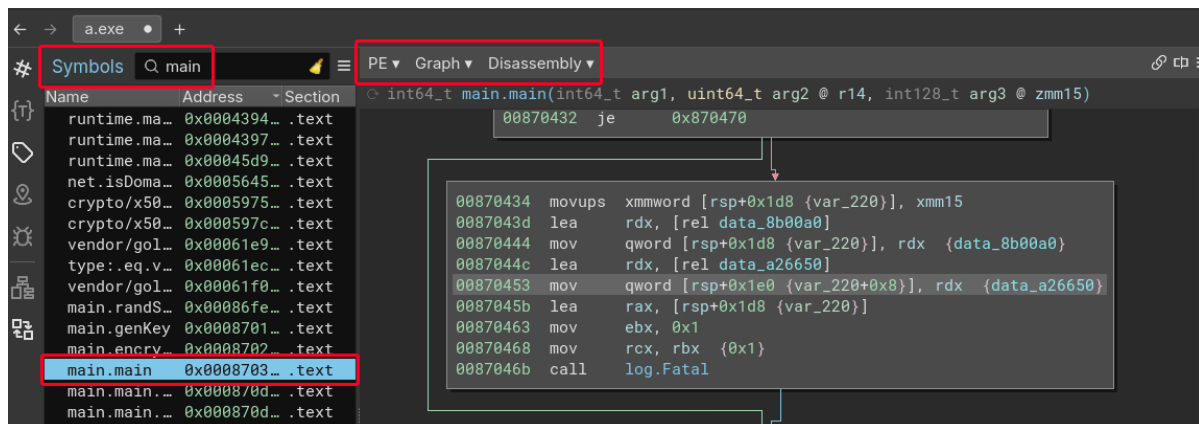 ← → a.exe ● +
Symbols main
PE ▾ Graph ▾ Disassembly ▾
Name Address Section
int64_t main.main(int64_t arg1, uint64_t arg2 @ r14, int128_t arg3 @ zmm15)
runtime.ma… 0x0004394… .text
runtime.ma… 0x0004397… .text
runtime.ma… 0x00045d9… .text
net.isDoma… 0x0005645… .text
crypto/x50… 0x0005975… .text
crypto/x50… 0x000597c… .text
vendor/gol… 0x00061e9… .text
type:.eq.v… 0x00061ec… .text
vendor/gol… 0x00061f0… .text
main.randS… 0x00086fe… .text
main.genKey 0x0008701… .text
main.encry… 0x0008702… .text
main.main 0x0008703… .text
main.main.… 0x000870d… .text
main.main.… 0x000870d… .text
00870432 je 0x870470
00870434 movups xmmword [rsp+0x1d8 {var_220}], xmm15
0087043d lea rdx, [rel data_8b00a0]
00870444 mov qword [rsp+0x1d8 {var_220}], rdx {data_8b00a0}
0087044c lea rdx, [rel data_a26650]
00870453 mov qword [rsp+0x1e0 {var_220+0x8}], rdx {data_a26650}
0087045b lea rax, [rsp+0x1d8 {var_220}]
00870463 mov ebx, 0x1
00870468 mov rcx, rbx {0x1}
0087046b call log.Fatal